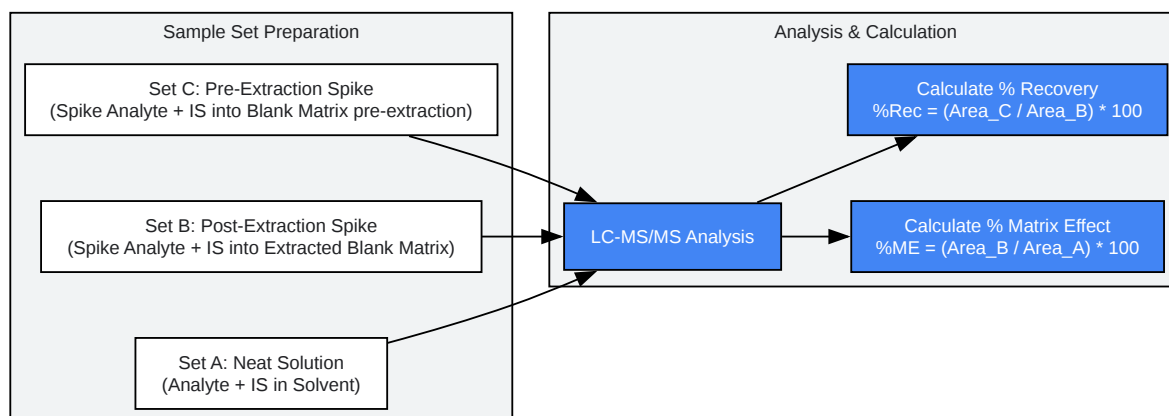 Sample Set Preparation
Set C: Pre-Extraction Spike
(Spike Analyte + IS into Blank Matrix pre-extraction)
Set B: Post-Extraction Spike
(Spike Analyte + IS into Extracted Blank Matrix)
Set A: Neat Solution
(Analyte + IS in Solvent)
Analysis & Calculation
LC-MS/MS Analysis
Calculate % Recovery
%Rec = (Area_C / Area_B) * 100
Calculate % Matrix Effect
%ME = (Area_B / Area_A) * 100